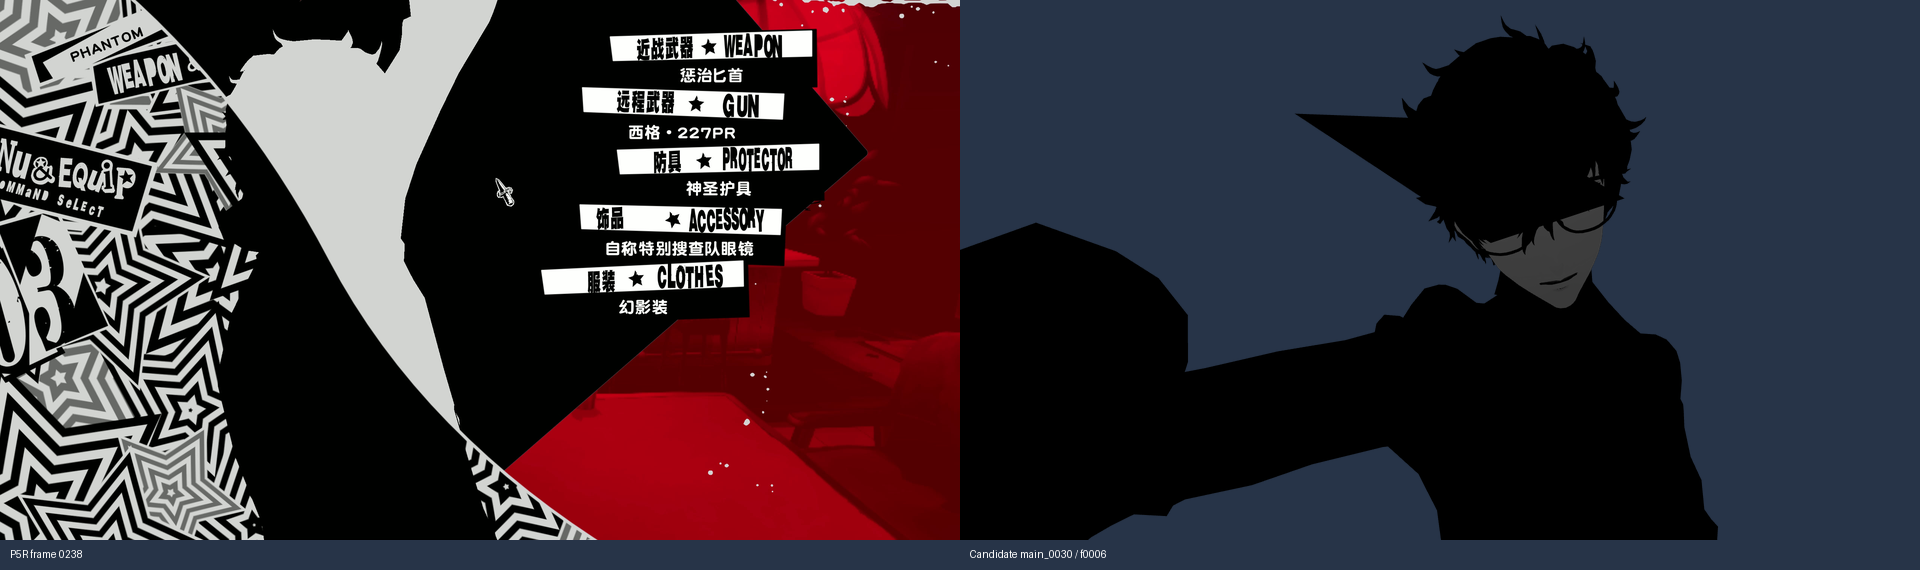 PHANTOM
WEAPON &
Nu&EQuiP
oMMaND SeLEcT
03
近战武器 ★ WEAPON
惩治匕首
远程武器 ★ GUN
西格·227PR
防具 ★ PROTECTOR
神圣护具
饰品 ★ ACCESSORY
自称特别搜查队眼镜
服装 ★ CLOTHES
幻影装
P5R frame 0238
Candidate main_0030 / f0006